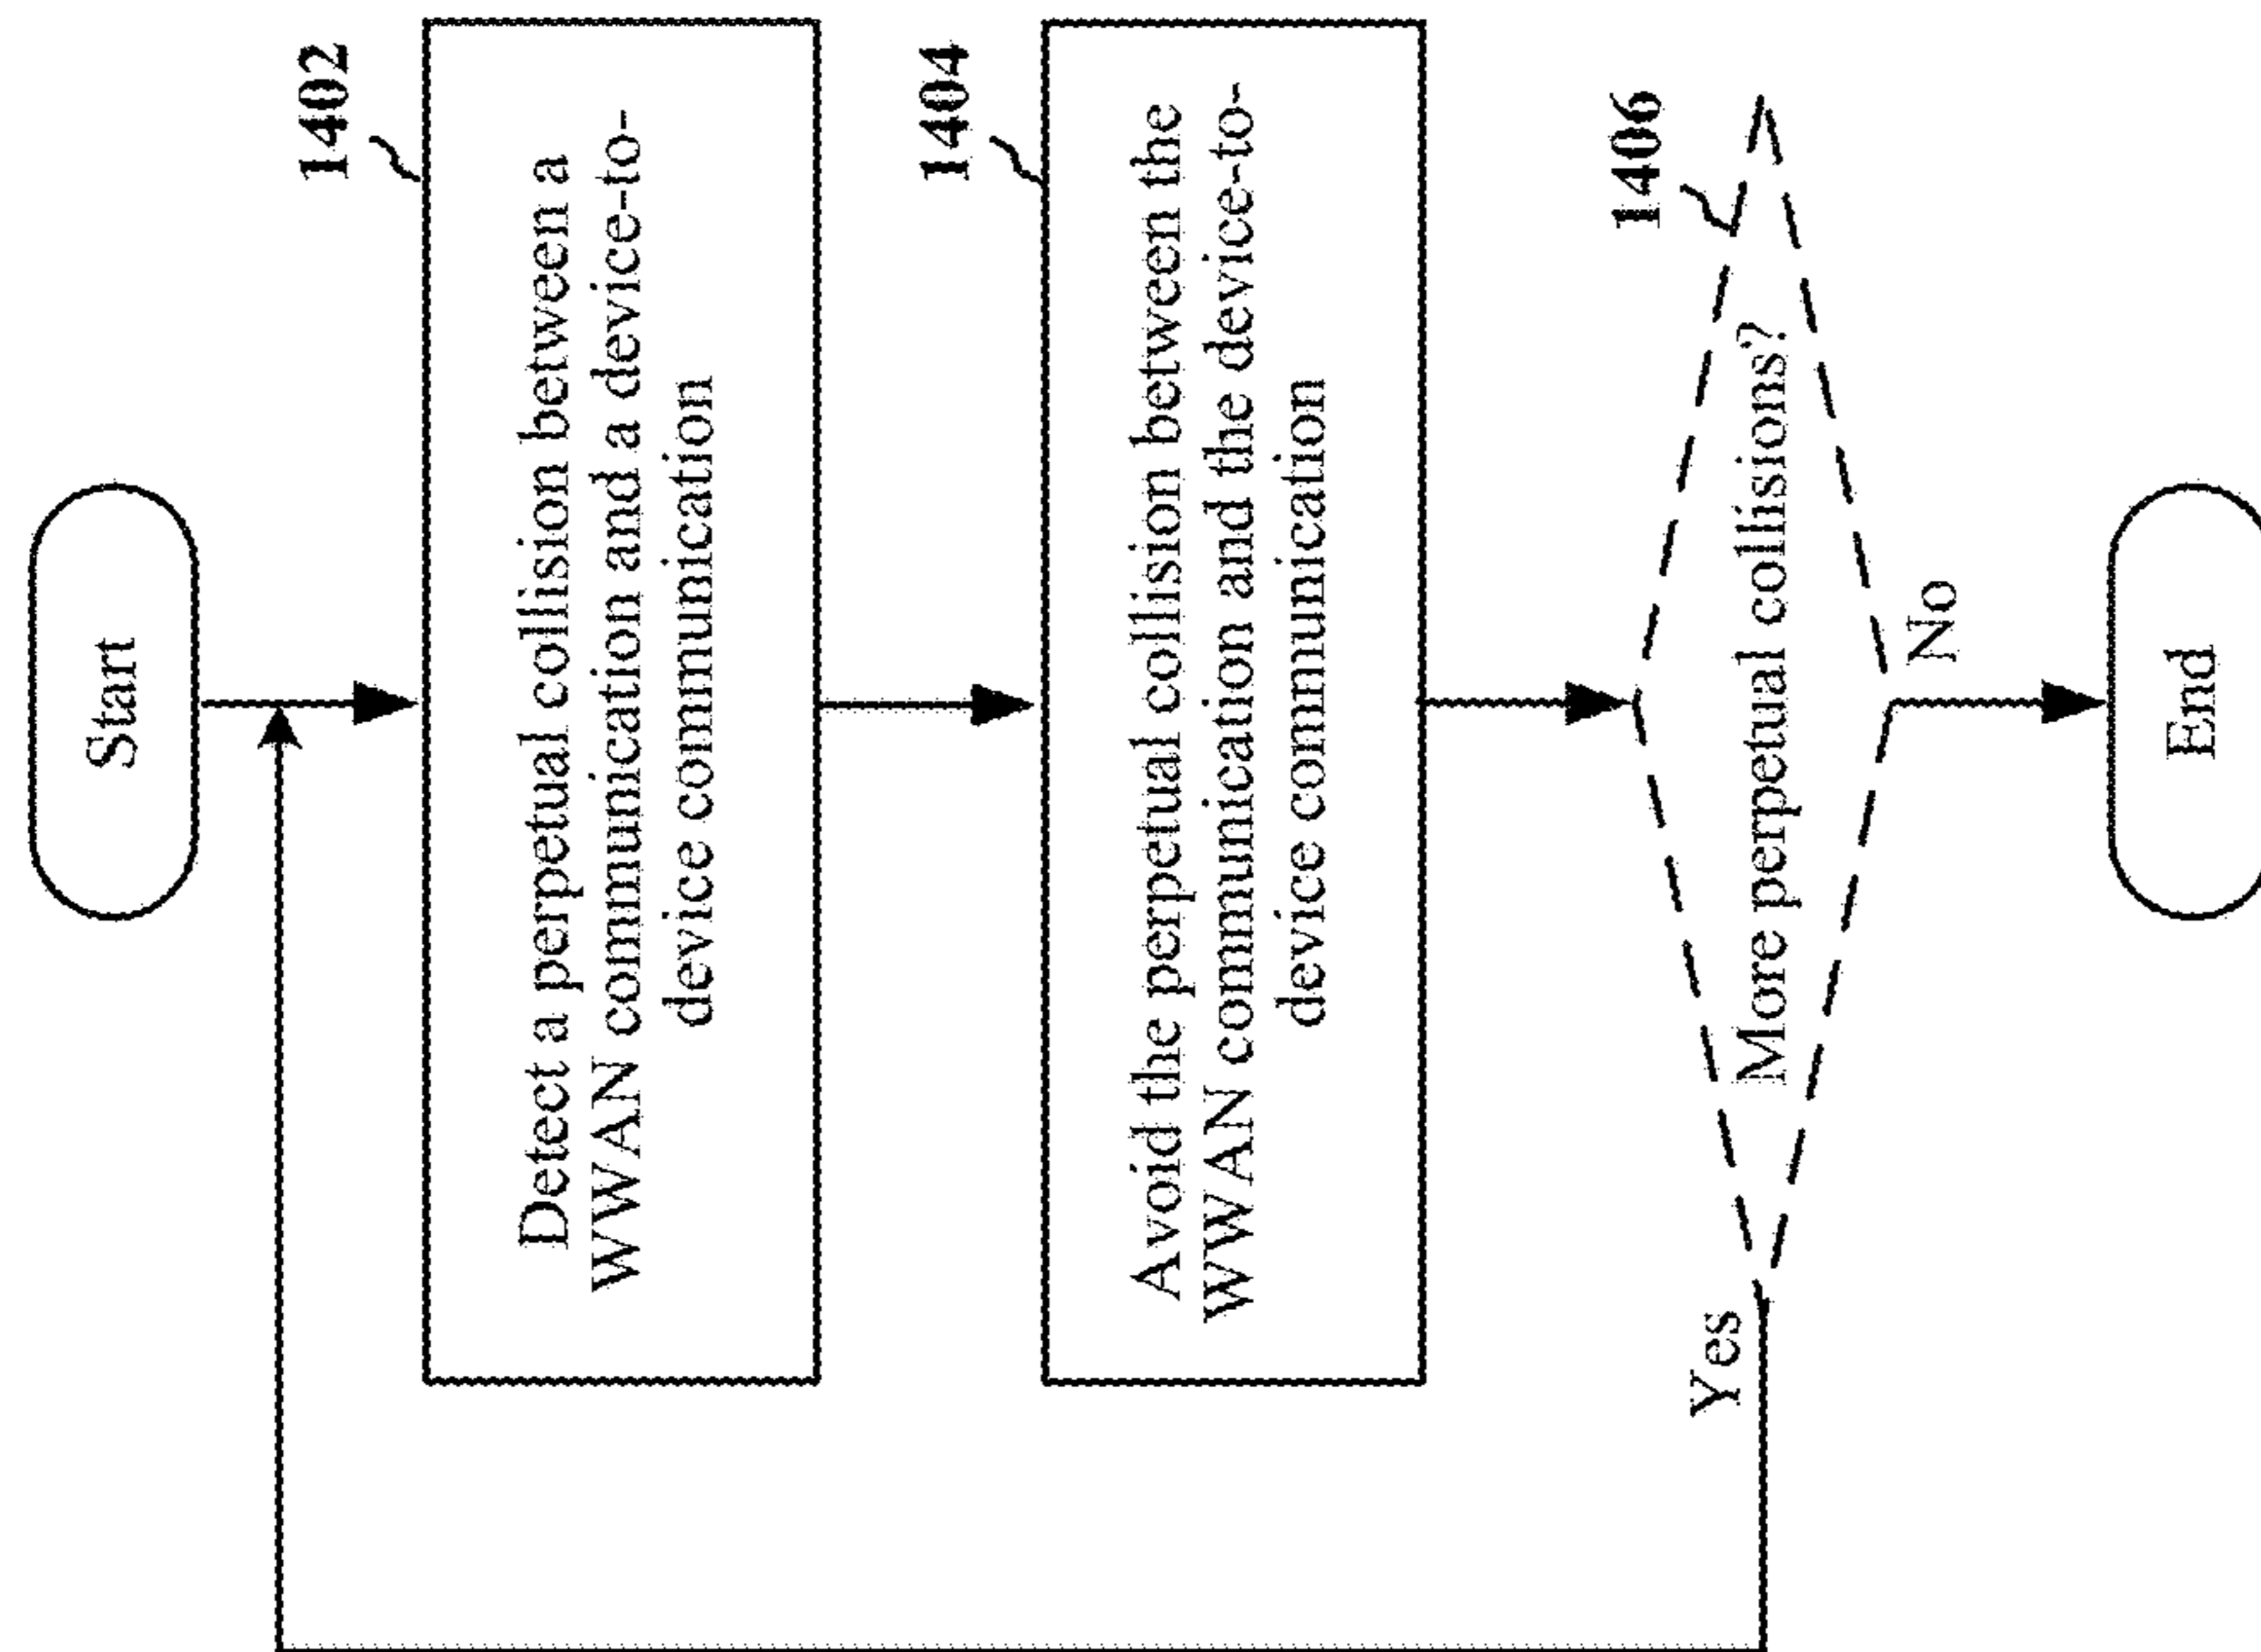 Start
1402
Detect a perpetual collision between a
WWAN communication and a device-to-
device communication
1404
Avoid the perpetual collision between the
WWAN communication and the device-to-
device communication
1406
More perpetual collisions?
Yes
No
End